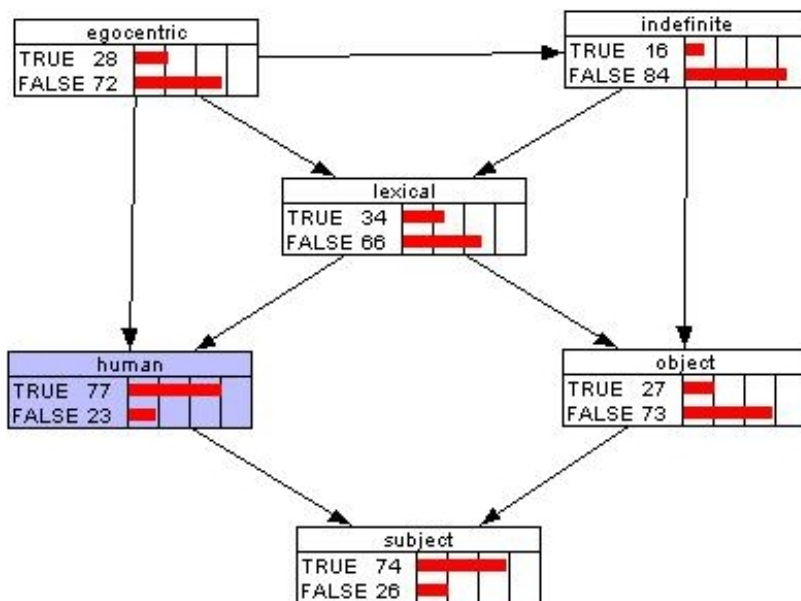 egocentric
TRUE 28
FALSE 72
indefinite
TRUE 16
FALSE 84
lexical
TRUE 34
FALSE 66
human
TRUE 77
FALSE 23
object
TRUE 27
FALSE 73
subject
TRUE 74
FALSE 26